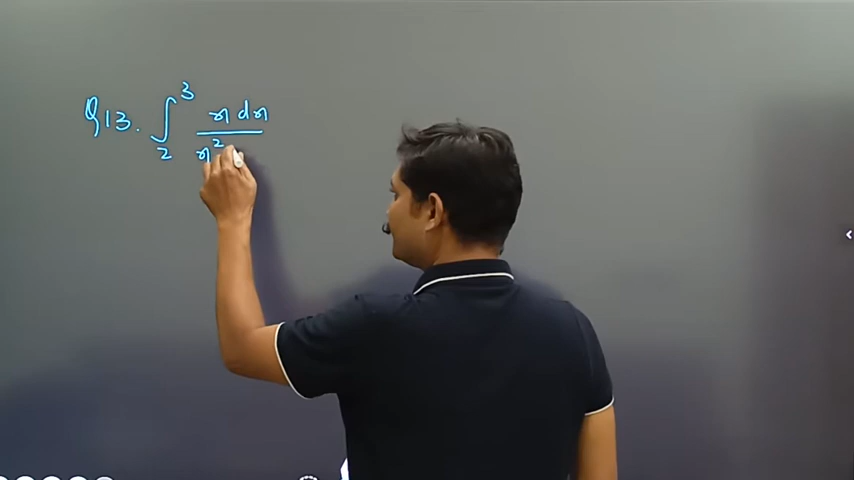 Q13. ∫₂³ x dx / x²